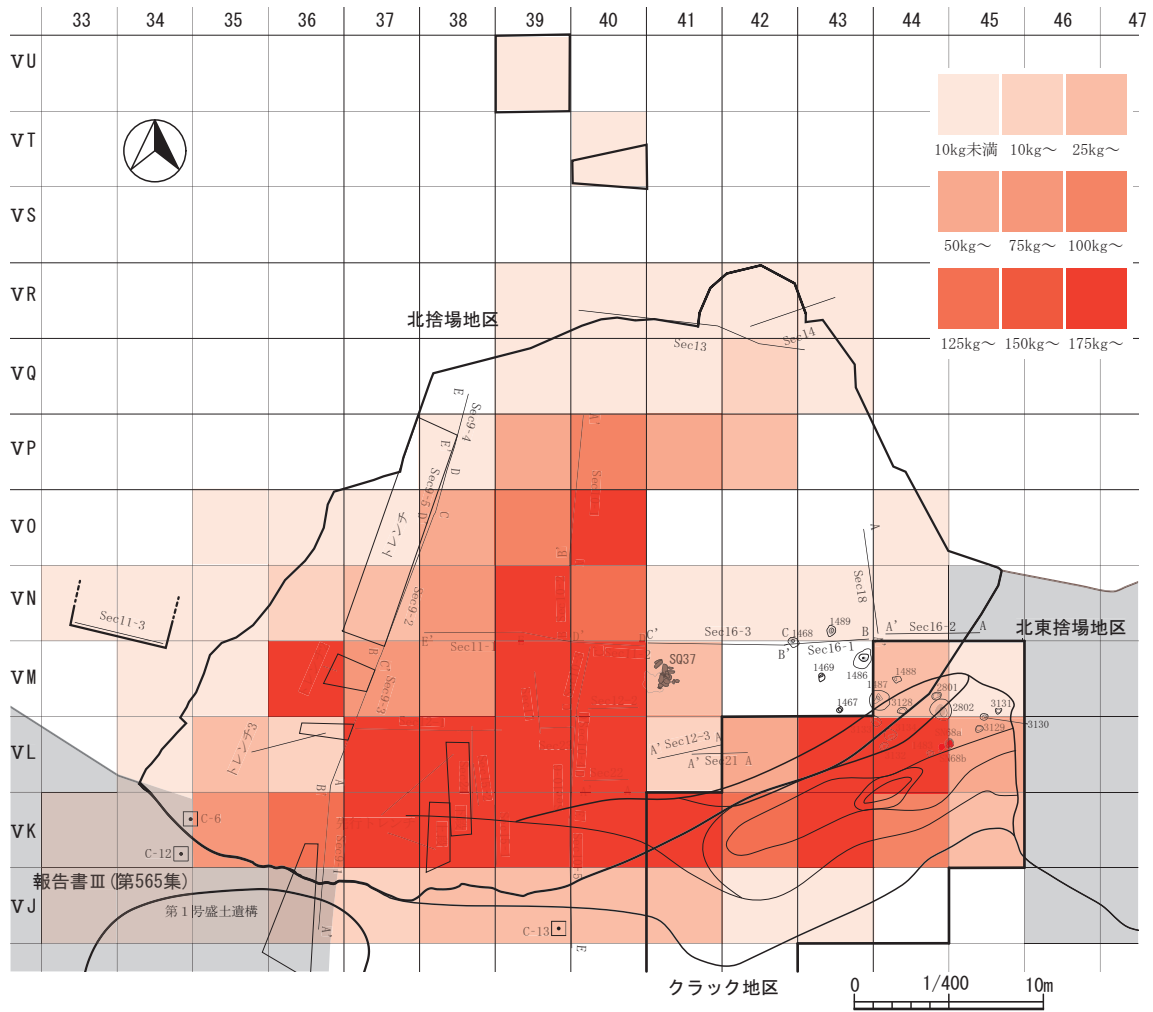 33 34 35 36 37 38 39 40 41 42 43 44 45 46 47
VU
VT
10kg未満 10kg〜 25kg〜
VS
50kg〜 75kg〜 100kg〜
VR
北捨場地区
Sec13
Sec14
125kg〜 150kg〜 175kg〜
VQ
E
Sec9-4
A'
VP
E'
D
Sec9-5
D'
C
VO
トレンチ
A
B'
VN
Sec11-3
Sec9-2
Sec18
1489
C 1468
A' Sec16-2 A
北東捨場地区
E'
Sec11-1
D'
C'
Sec16-3
B
B' Sec16-1
VM
B
C'
Sec9-3
SQ37
1469
1486
1487
1488
2801
1467
3128
2802
3131
3130
3129
VL
トレンチ3
A' Sec12-3 A
A' Sec21 A
A
B'
VK
C-6
C-12
Sec9-1
報告書Ⅲ(第565集)
VJ
第1号盛土遺構
A'
C-13
E
クラック地区
0 1/400 10m